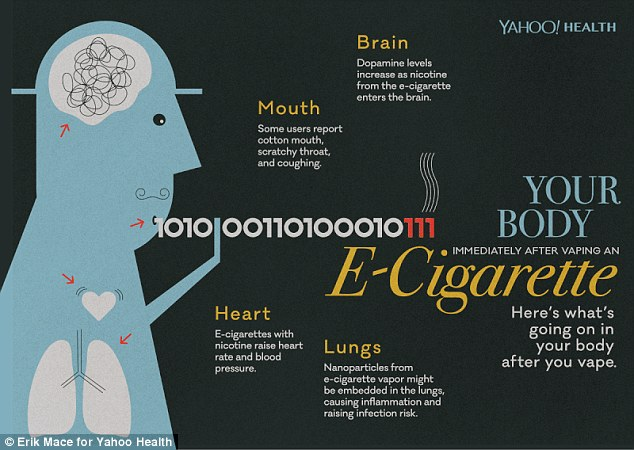 YAHOO! HEALTH
Brain
Dopamine levels
increase as nicotine
from the e-cigarette
enters the brain.
Mouth
Some users report
cotton mouth,
scratchy throat,
and coughing.
1010100110100010111
YOUR
BODY
IMMEDIATELY AFTER VAPING AN
E-Cigarette
Here's what's
going on in
your body
after you vape.
Heart
E-cigarettes with
nicotine raise heart
rate and blood
pressure.
Lungs
Nanoparticles from
e-cigarette vapor might
be embedded in the lungs,
causing inflammation and
raising infection risk.
© Erik Mace for Yahoo Health